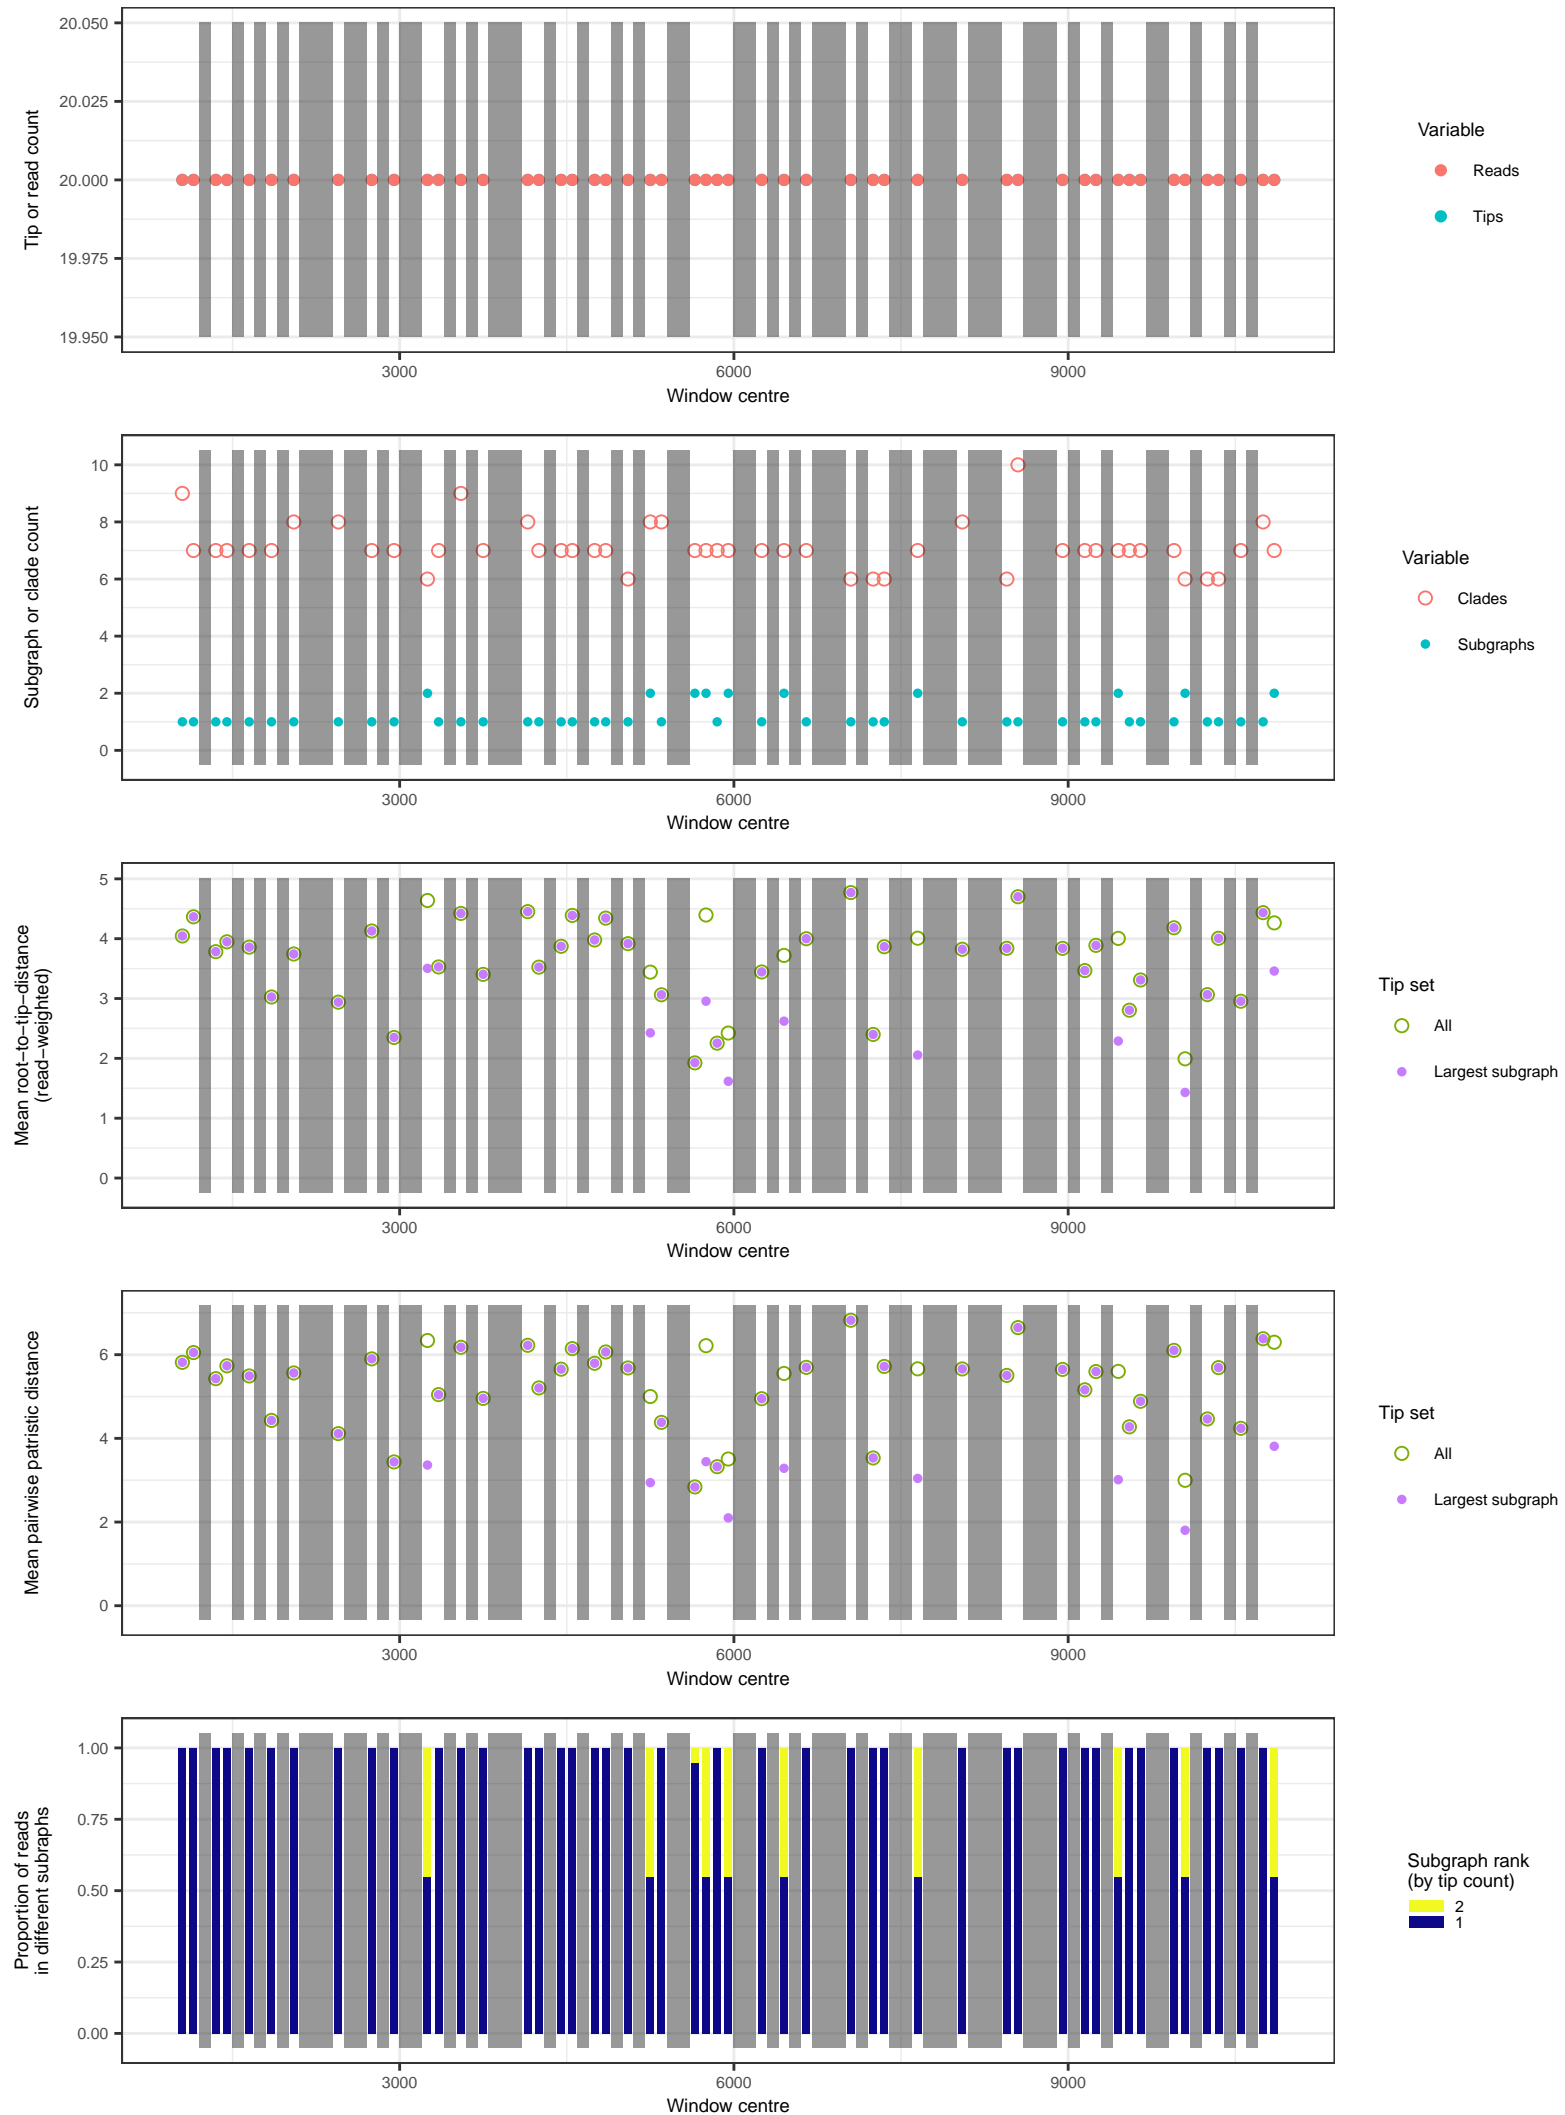 20.050
20.025
20.000
19.975
19.950
Tip or read count
3000
6000
9000
Window centre
Variable
Reads
Tips
10
8
6
4
2
0
Subgraph or clade count
3000
6000
9000
Window centre
Variable
Clades
Subgraphs
5
4
3
2
1
0
Mean root−to−tip−distance
(read−weighted)
3000
6000
9000
Window centre
Tip set
All
Largest subgraph
6
4
2
0
Mean pairwise patristic distance
3000
6000
9000
Window centre
Tip set
All
Largest subgraph
1.00
0.75
0.50
0.25
0.00
Proportion of reads
in different subraphs
3000
6000
9000
Window centre
Subgraph rank
(by tip count)
2
1